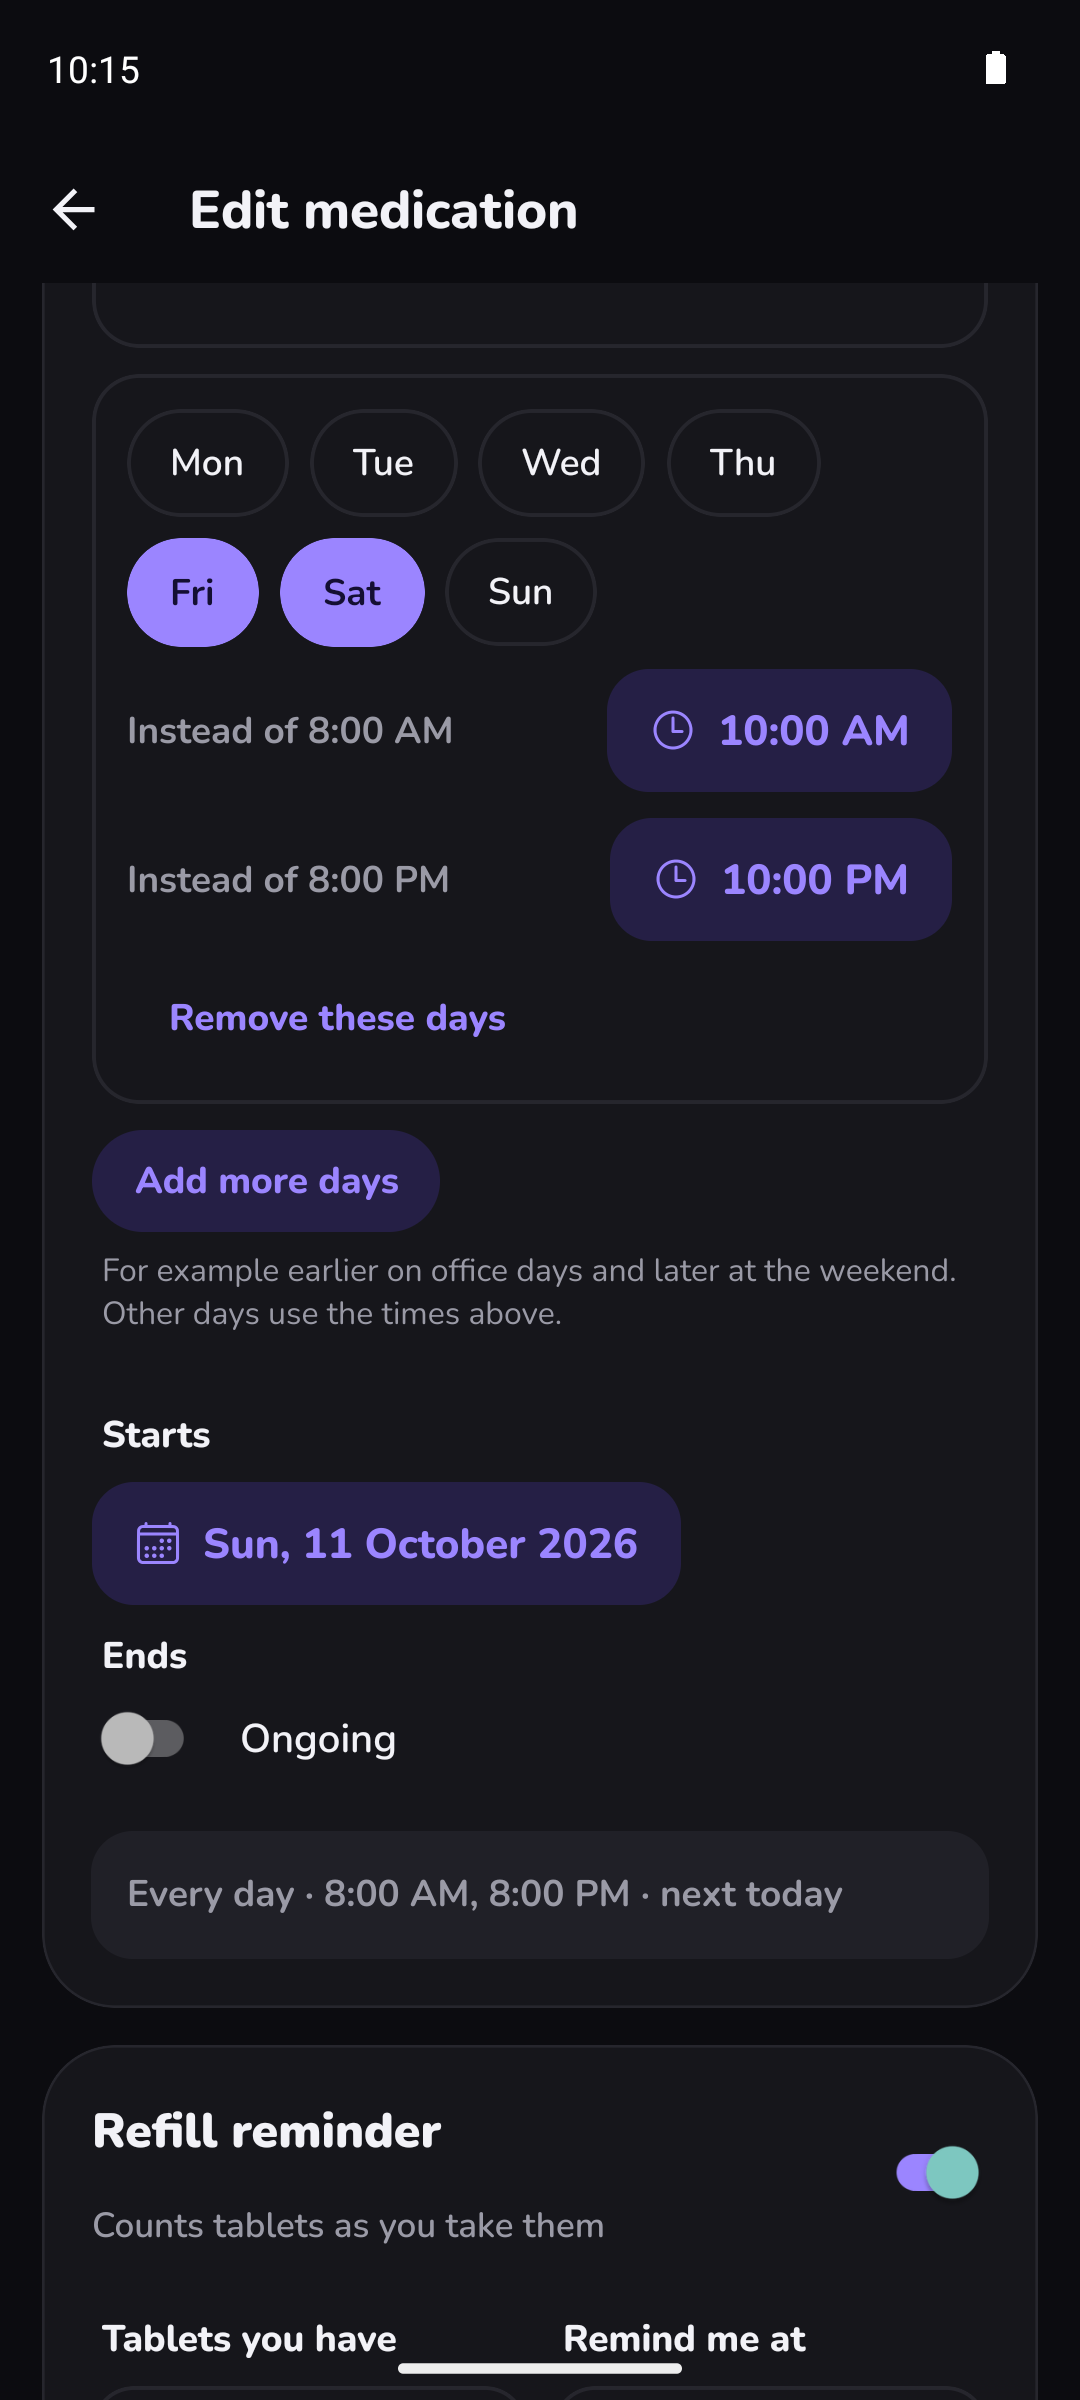 10:15
Edit medication
Mon Tue Wed Thu
Fri Sat Sun
Instead of 8:00 AM 10:00 AM
Instead of 8:00 PM 10:00 PM
Remove these days
Add more days
For example earlier on office days and later at the weekend.
Other days use the times above.
Starts
Sun, 11 October 2026
Ends
Ongoing
Every day · 8:00 AM, 8:00 PM · next today
Refill reminder
Counts tablets as you take them
Tablets you have Remind me at